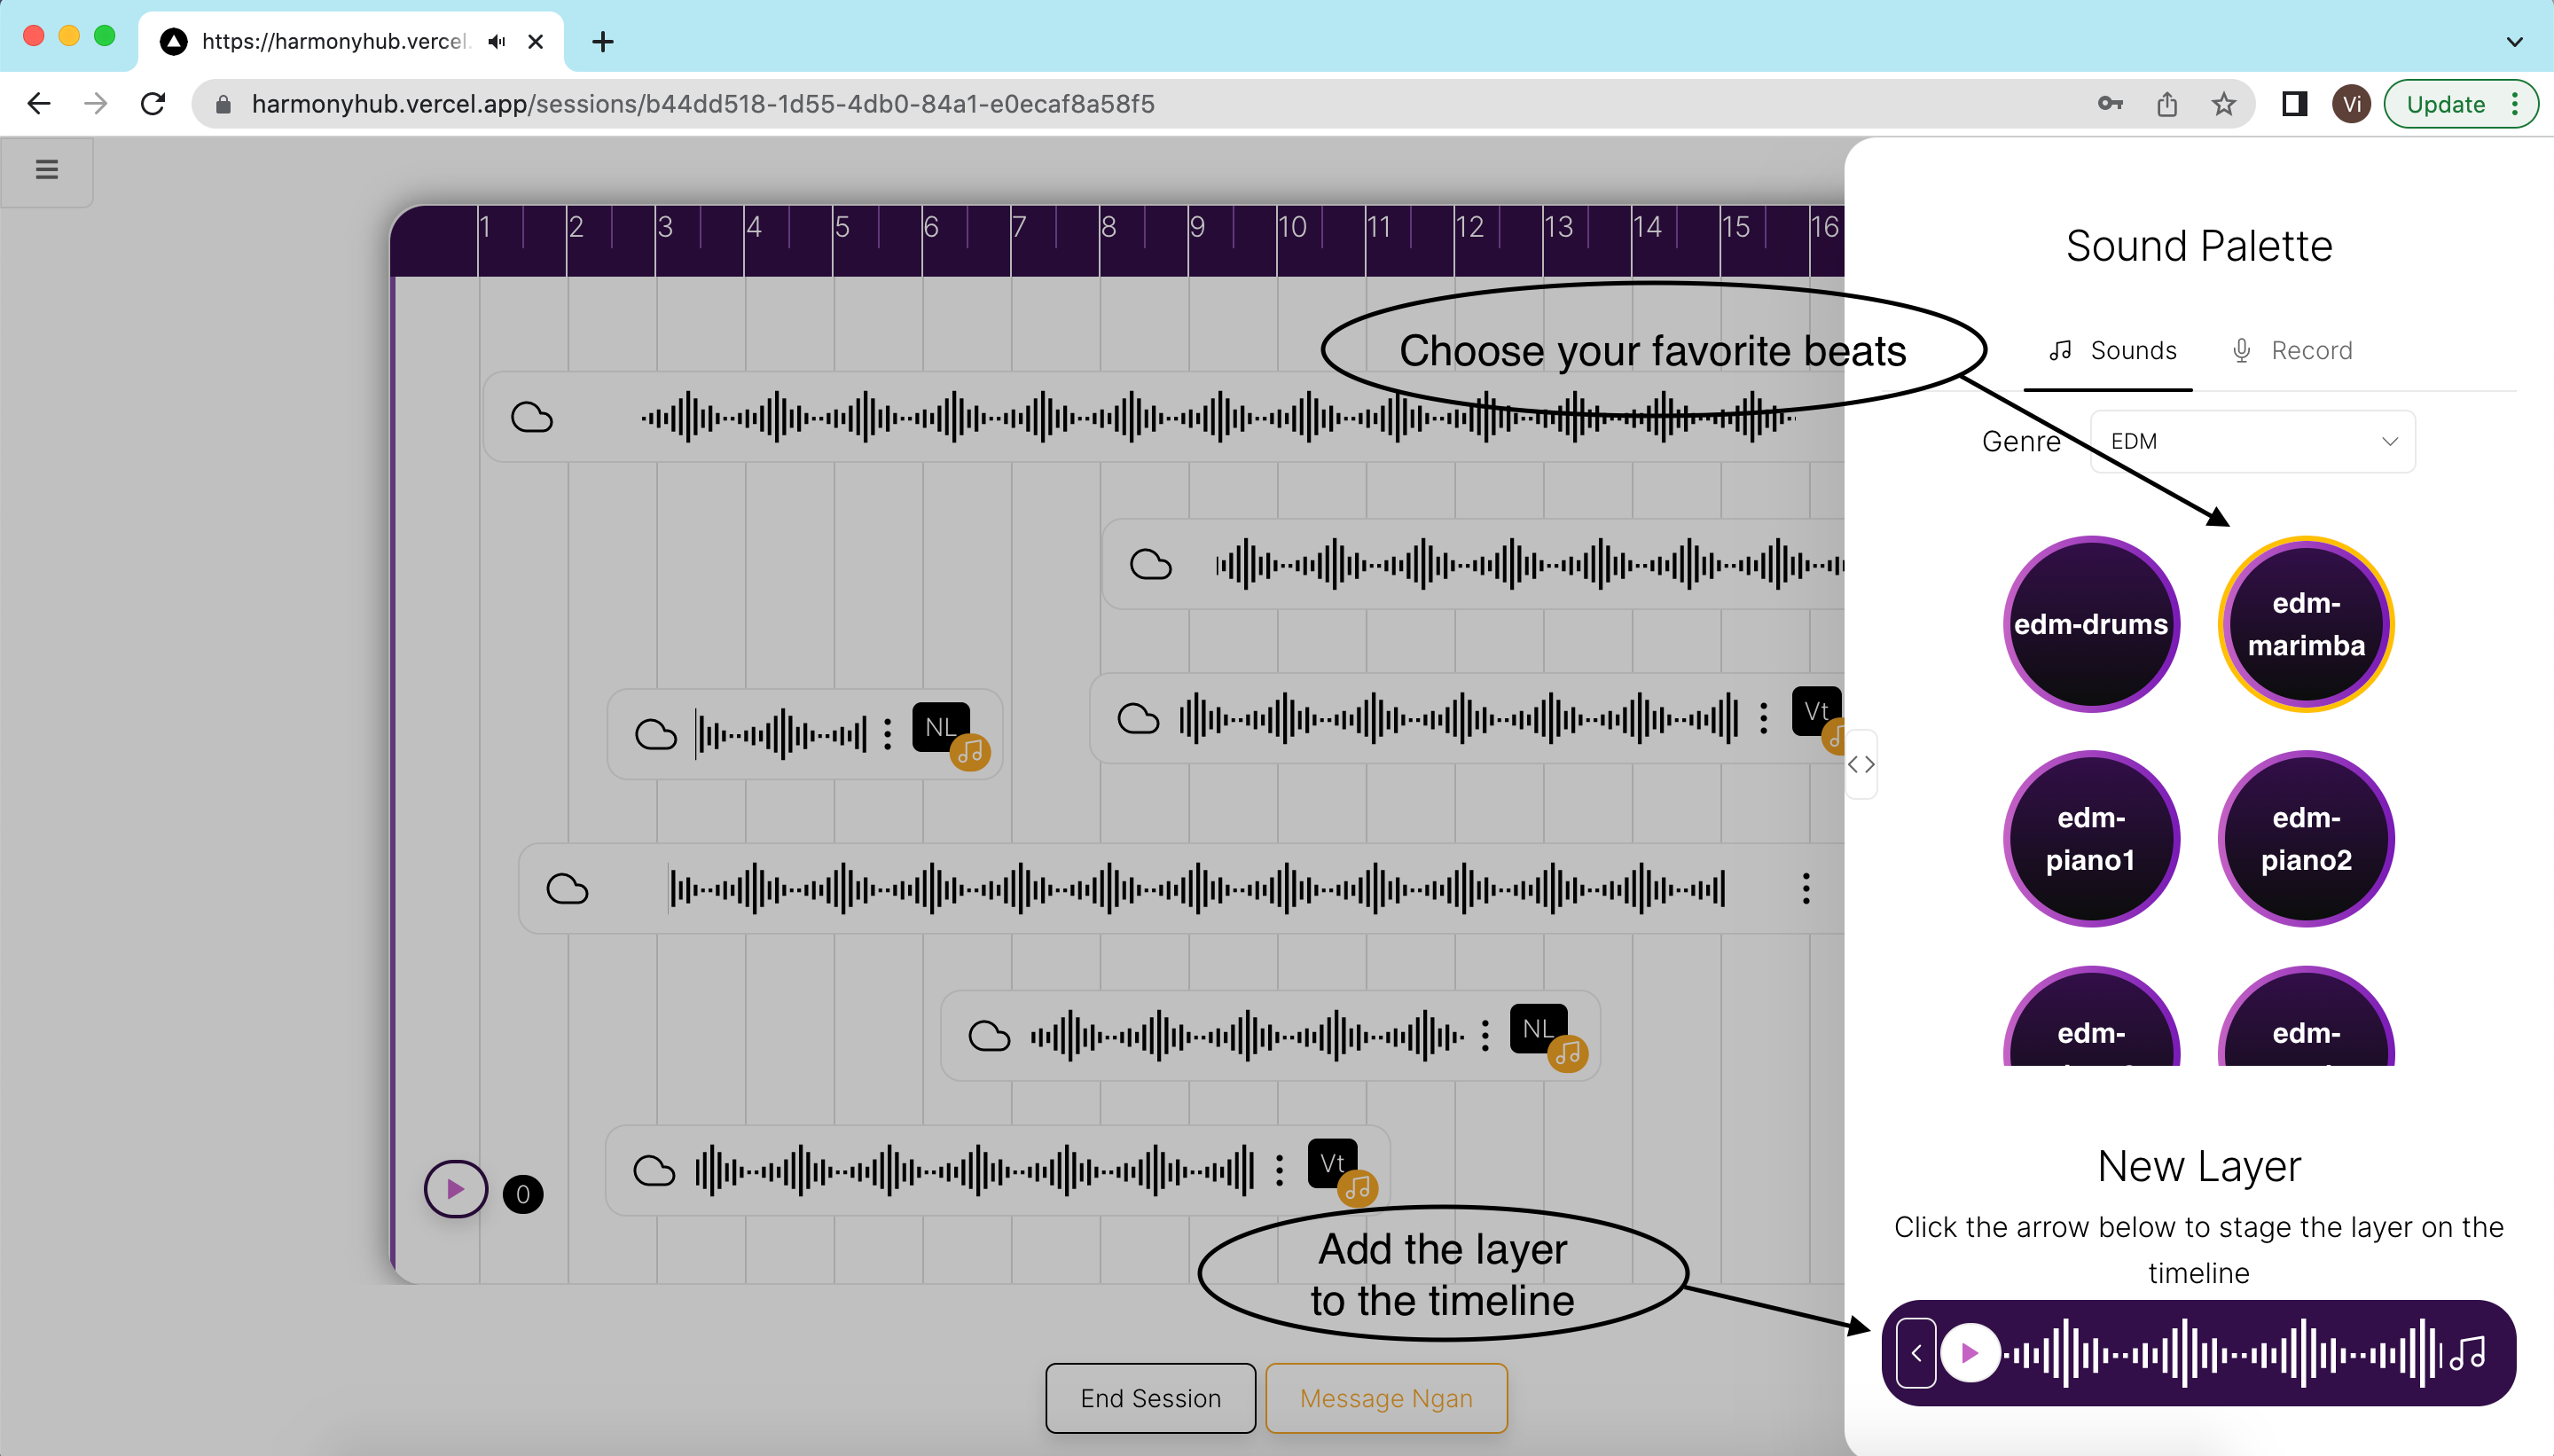 https://harmonyhub.vercel.
harmonyhub.vercel.app/sessions/b44dd518-1d55-4db0-84a1-e0ecaf8a58f5
Vi
Update
1 2 3 4 5 6 7 8 9 10 11 12 13 14 15 16
Sound Palette
Choose your favorite beats
Sounds
Record
Genre
EDM
edm-drums
edm-
marimba
NL
Vt
edm-
piano1
edm-
piano2
edm-
edm-
NL
Vt
0
New Layer
Click the arrow below to stage the layer on the
timeline
Add the layer
to the timeline
End Session
Message Ngan